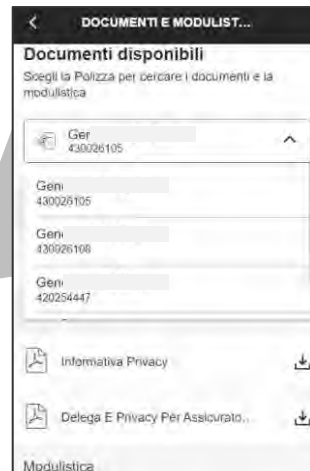 DOCUMENTI E MODULIST...
Documenti disponibili
Scegli la Polizza per cercare i documenti e la
modulistica
Ger
430026105
Gen
430026105
Gen
430026106
Gen
420254447
Informativa Privacy
Delega E Privacy Per Assicurato...
Modulistica